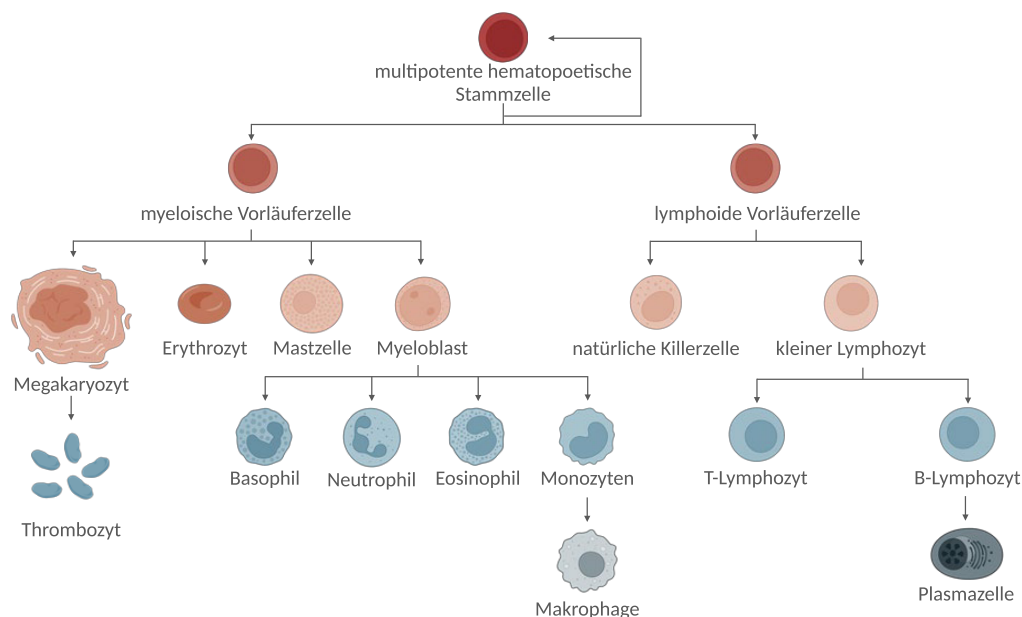 multipotente hematopoetische
Stammzelle
myeloische Vorläuferzelle
lymphoide Vorläuferzelle
Megakaryozyt
Erythrozyt
Mastzelle
Myeloblast
natürliche Killerzelle
kleiner Lymphozyt
Thrombozyt
Basophil
Neutrophil
Eosinophil
Monozyten
T-Lymphozyt
B-Lymphozyt
Makrophage
Plasmazelle